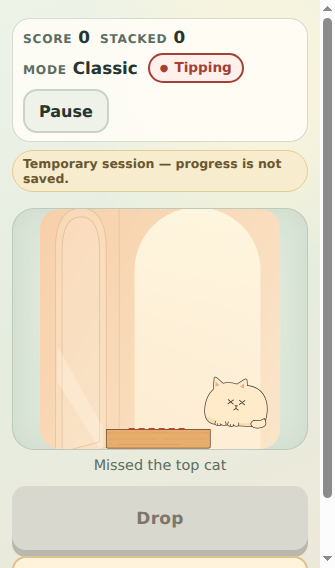 SCORE 0 STACKED 0
MODE Classic Tipping
Pause
Temporary session — progress is not
saved.
Missed the top cat
Drop